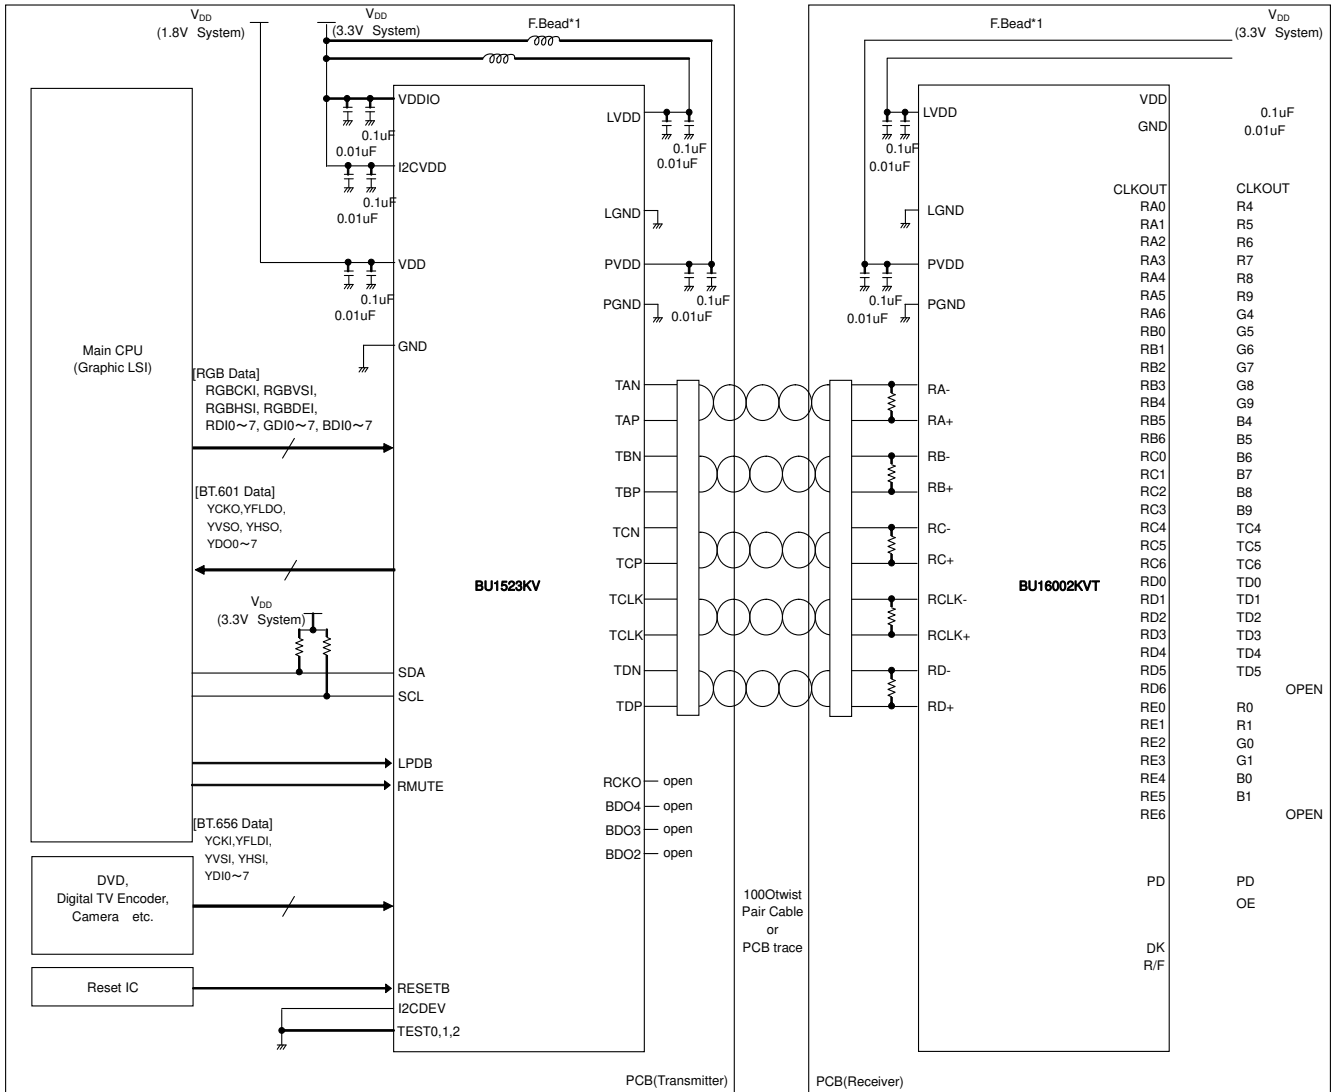 VDD
(1.8V System)
VDD
(3.3V System)
F.Bead*1
F.Bead*1
VDD
(3.3V System)
Main CPU
(Graphic LSI)
[RGB Data]
RGBCKI, RGBVSI,
RGBHSI, RGBDEI,
RDI0~7, GDI0~7, BDI0~7
[BT.601 Data]
YCKO,YFLDO,
YVSO, YHSO,
YDO0~7
VDD
(3.3V System)
[BT.656 Data]
YCKI,YFLDI,
YVSI, YHSI,
YDI0~7
DVD,
Digital TV Encoder,
Camera etc.
Reset IC
VDDIO
0.1uF
0.01uF
I2CVDD
0.1uF
0.01uF
VDD
0.1uF
0.01uF
GND
SDA
SCL
LPDB
RMUTE
RESETB
I2CDEV
TEST0,1,2
BU1523KV
LVDD
0.1uF
0.01uF
LGND
PVDD
0.1uF
0.01uF
PGND
TAN
TAP
TBN
TBP
TCN
TCP
TCLK
TCLK
TDN
TDP
RCKO open
BDO4 open
BDO3 open
BDO2 open
PCB(Transmitter)
100Otwist
Pair Cable
or
PCB trace
PCB(Receiver)
LVDD
0.1uF
0.01uF
LGND
PVDD
0.1uF
0.01uF
PGND
RA-
RA+
RB-
RB+
RC-
RC+
RCLK-
RCLK+
RD-
RD+
BU16002KVT
VDD
0.1uF
GND
0.01uF
CLKOUT CLKOUT
RA0 R4
RA1 R5
RA2 R6
RA3 R7
RA4 R8
RA5 R9
RA6 G4
RB0 G5
RB1 G6
RB2 G7
RB3 G8
RB4 G9
RB5 B4
RB6 B5
RC0 B6
RC1 B7
RC2 B8
RC3 B9
RC4 TC4
RC5 TC5
RC6 TC6
RD0 TD0
RD1 TD1
RD2 TD2
RD3 TD3
RD4 TD4
RD5 TD5
RD6 OPEN
RE0 R0
RE1 R1
RE2 G0
RE3 G1
RE4 B0
RE5 B1
RE6 OPEN
PD PD
OE
DK
R/F